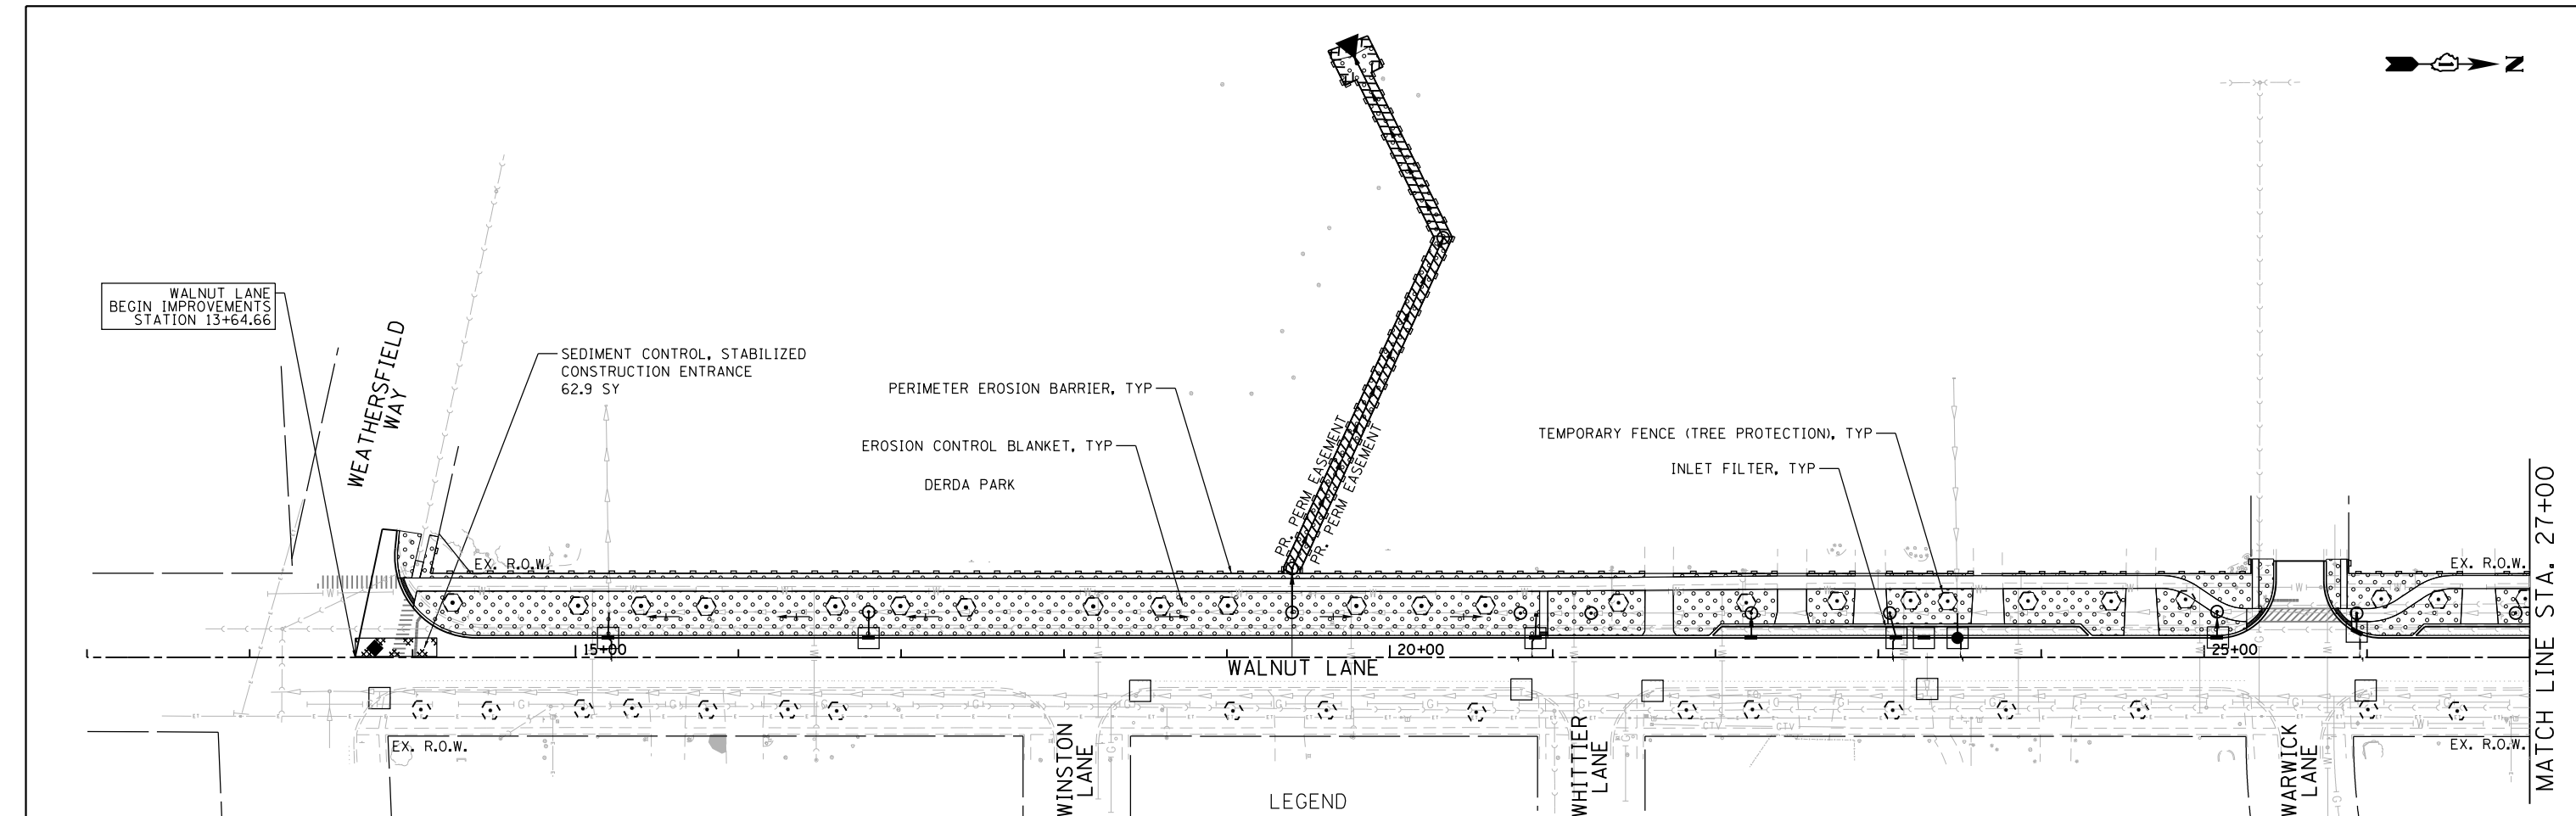 N
WALNUT LANE
BEGIN IMPROVEMENTS
STATION 13+64.66
WEATHERSFIELD
WAY
SEDIMENT CONTROL, STABILIZED
CONSTRUCTION ENTRANCE
62.9 SY
PERIMETER EROSION BARRIER, TYP
EROSION CONTROL BLANKET, TYP
DERDA PARK
PR. PERM EASEMENT
PR. PERM EASEMENT
TEMPORARY FENCE (TREE PROTECTION), TYP
INLET FILTER, TYP
MATCH LINE STA. 27+00
EX. R.O.W.
EX. R.O.W.
15+00
20+00
25+00
WALNUT LANE
EX. R.O.W.
EX. R.O.W.
WINSTON
LANE
WHITTIER
LANE
WARWICK
LANE
CTV
LEGEND